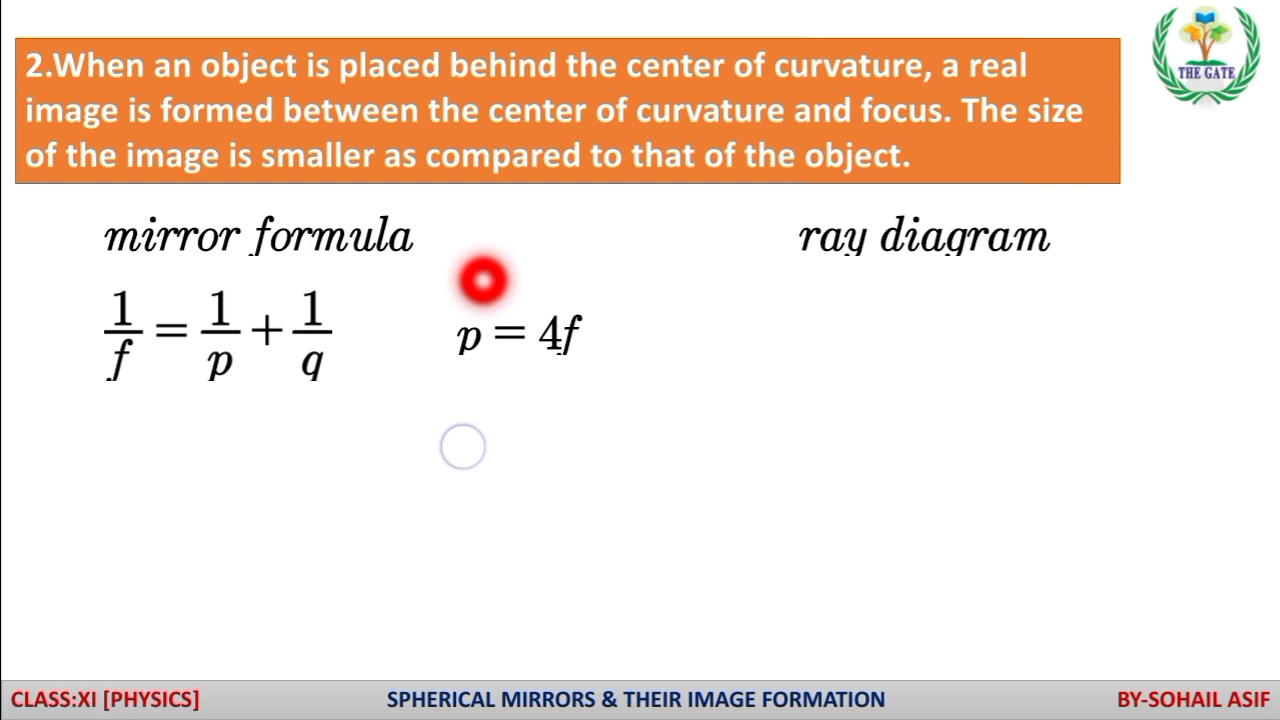 2.When an object is placed behind the center of curvature, a real
image is formed between the center of curvature and focus. The size
of the image is smaller as compared to that of the object.
THE GATE
mirror formula
ray diagram
1/f = 1/p + 1/q
p = 4f
CLASS:XI [PHYSICS]
SPHERICAL MIRRORS & THEIR IMAGE FORMATION
BY-SOHAIL ASIF